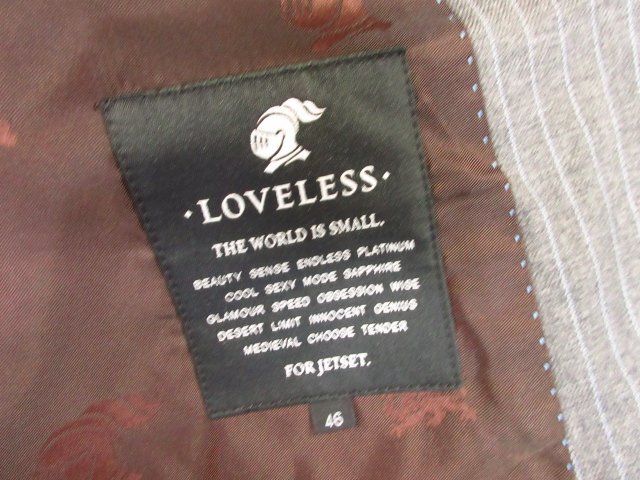 · LOVELESS ·
THE WORLD IS SMALL.
BEAUTY SENSE ENDLESS PLATINUM
COOL SEXY MODE SAPPHIRE
GLAMOUR SPEED OBSESSION WISE
DESERT LIMIT INNOCENT GENIUS
MEDIEVAL CHOOSE TENDER
FOR JETSET.
46